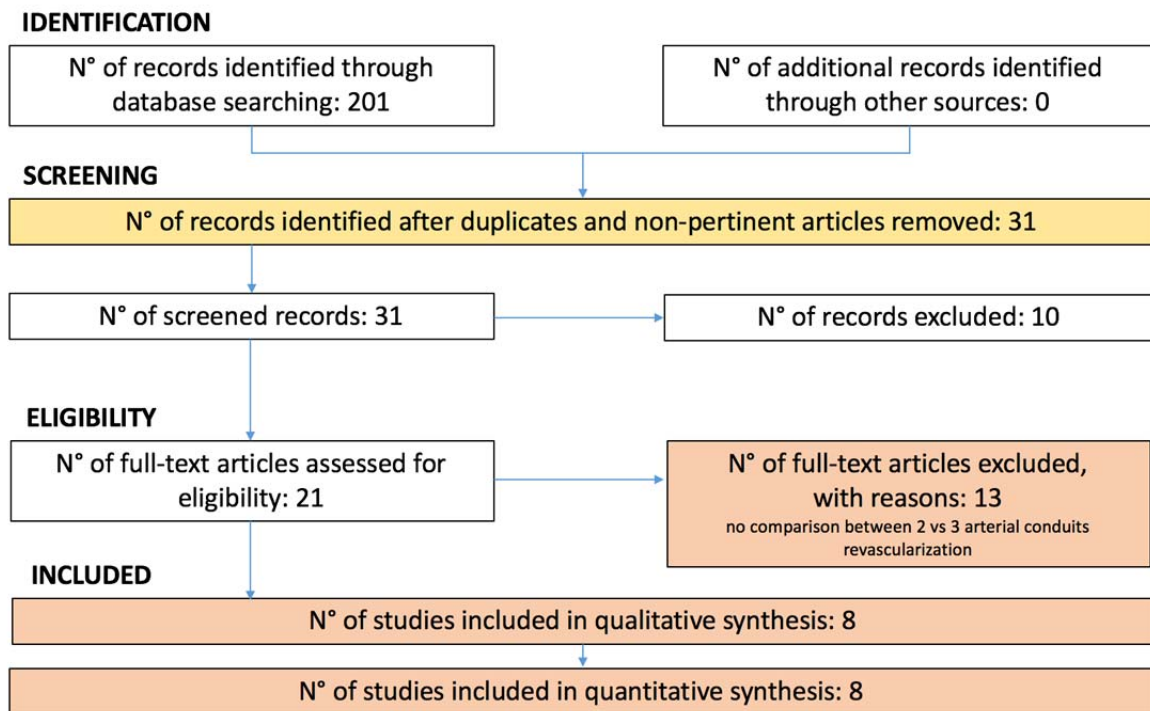 IDENTIFICATION
N° of records identified through
database searching: 201
N° of additional records identified
through other sources: 0
SCREENING
N° of records identified after duplicates and non-pertinent articles removed: 31
N° of screened records: 31
N° of records excluded: 10
ELIGIBILITY
N° of full-text articles assessed for
eligibility: 21
N° of full-text articles excluded,
with reasons: 13
no comparison between 2 vs 3 arterial conduits
revascularization
INCLUDED
N° of studies included in qualitative synthesis: 8
N° of studies included in quantitative synthesis: 8